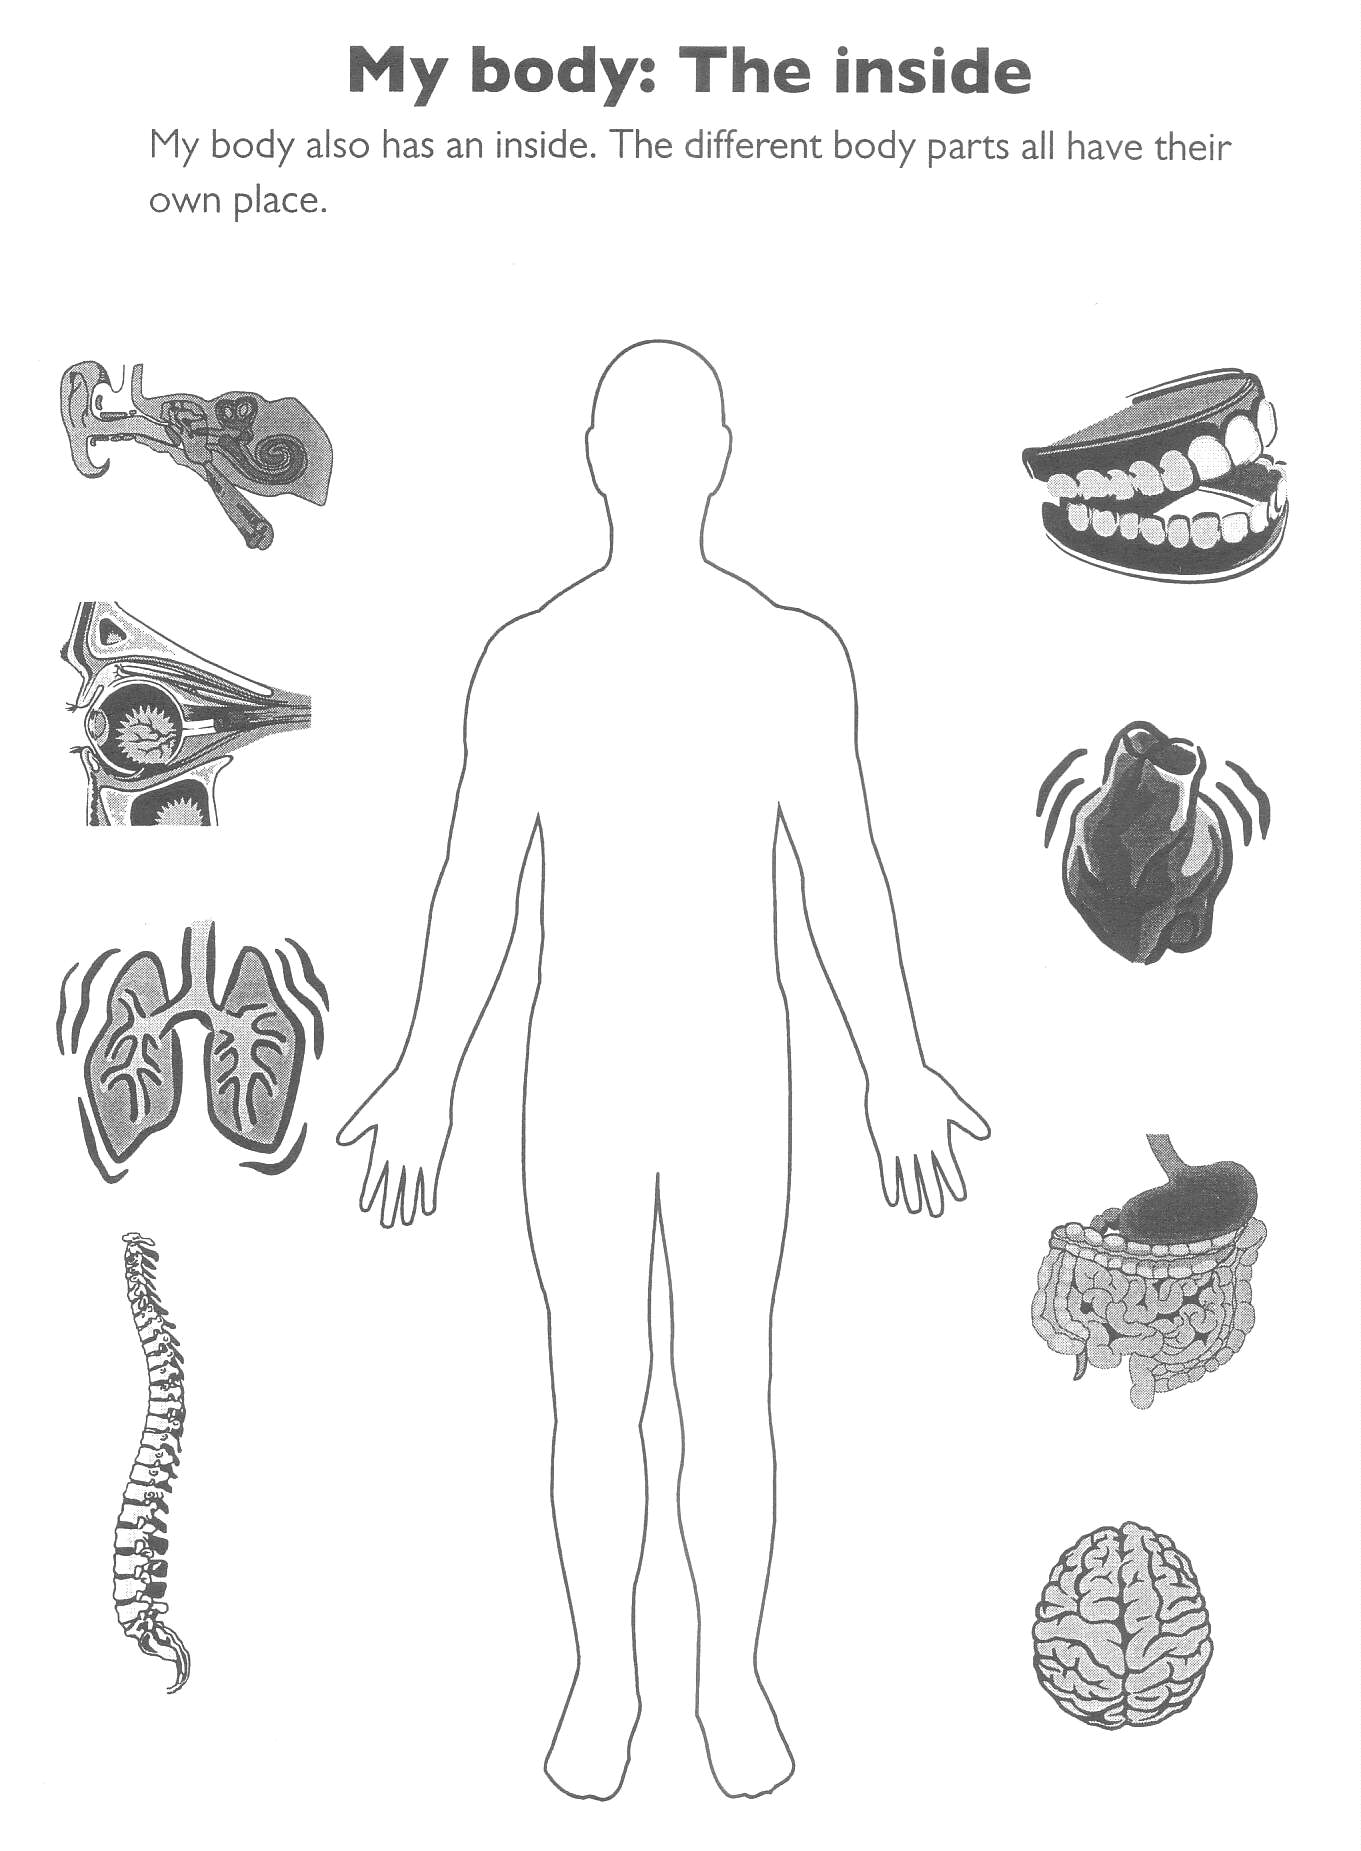 My body: The inside
My body also has an inside. The different body parts all have their
own place.